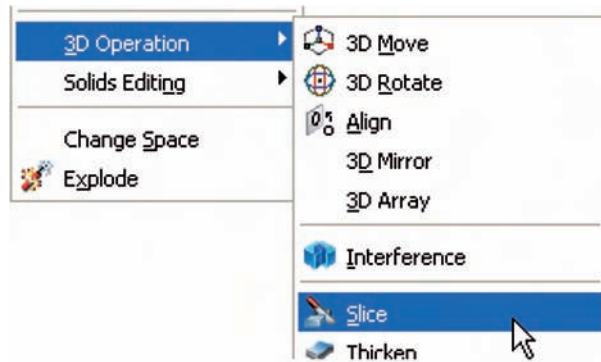 3D Operation
Solids Editing
Change Space
Explode
3D Move
3D Rotate
Align
3D Mirror
3D Array
Interference
Slice
Thicken